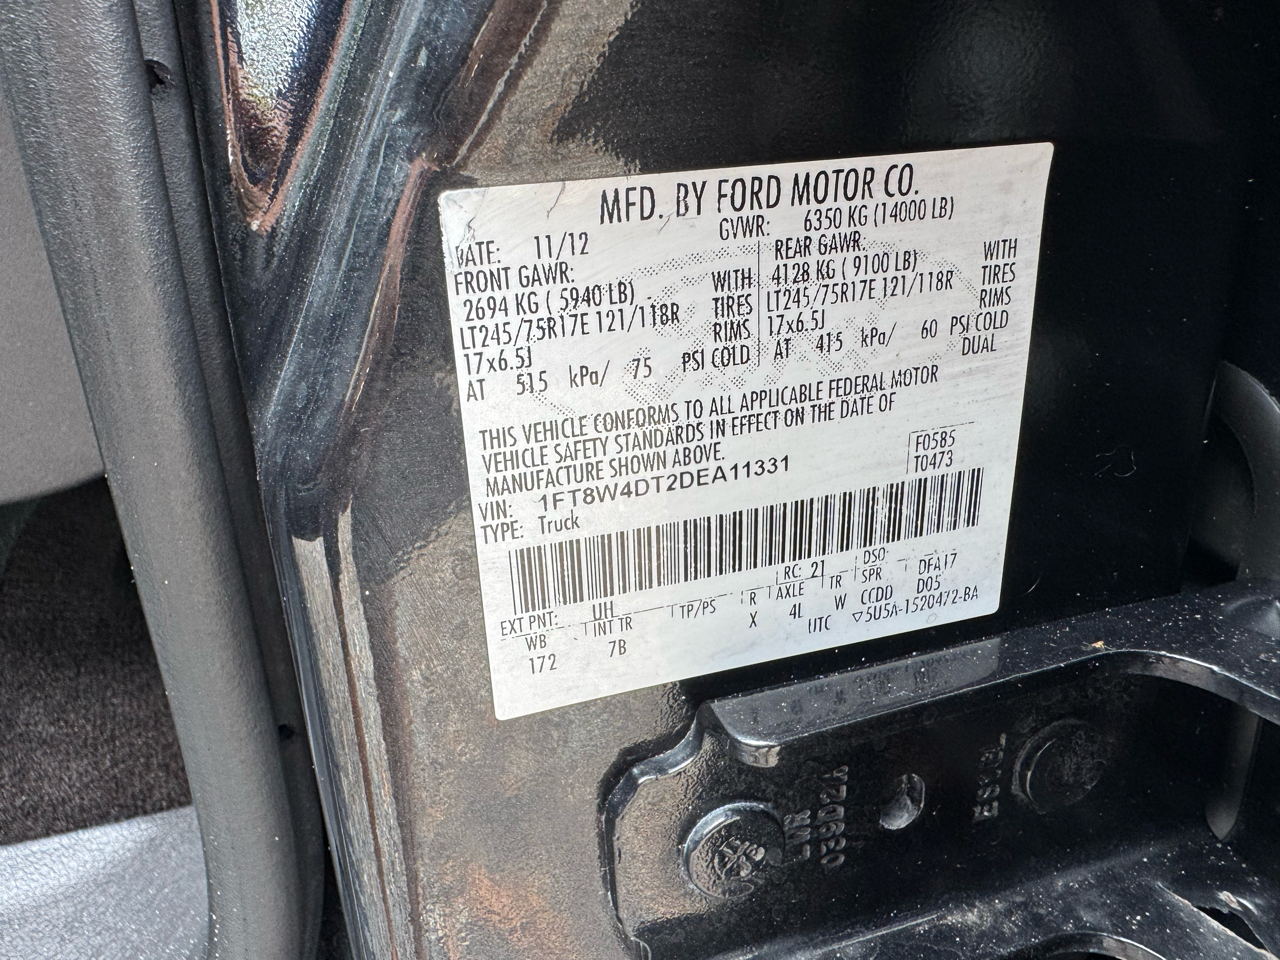 MFD. BY FORD MOTOR CO.
DATE: 11/12 GVWR: 6350 KG (14000 LB)
FRONT GAWR: REAR GAWR:
2694 KG ( 5940 LB) WITH 4128 KG ( 9100 LB) WITH
LT245/75R17E 121/118R TIRES LT245/75R17E 121/118R TIRES
17x6.5J RIMS 17x6.5J RIMS
AT 515 kPa/ 75 PSI COLD AT 415 kPa/ 60 PSI COLD
DUAL
THIS VEHICLE CONFORMS TO ALL APPLICABLE FEDERAL MOTOR
VEHICLE SAFETY STANDARDS IN EFFECT ON THE DATE OF
MANUFACTURE SHOWN ABOVE.
F0585
T0473
VIN: 1FT8W4DT2DEA11331
TYPE: Truck
EXT PNT: UH RC: 21 DSO:
WB INT TR TP/PS R AXLE TR SPR DFA17
172 7B X 4L W CCDD D05
UTC ▽5U5A-1520472-BA